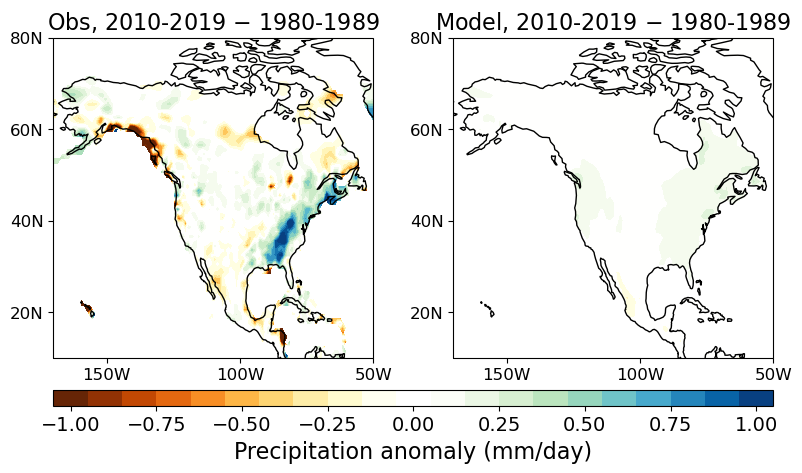 Obs, 2010-2019 − 1980-1989
Model, 2010-2019 − 1980-1989
80N
60N
40N
20N
150W
100W
50W
80N
60N
40N
20N
150W
100W
50W
−1.00
−0.75
−0.50
−0.25
0.00
0.25
0.50
0.75
1.00
Precipitation anomaly (mm/day)